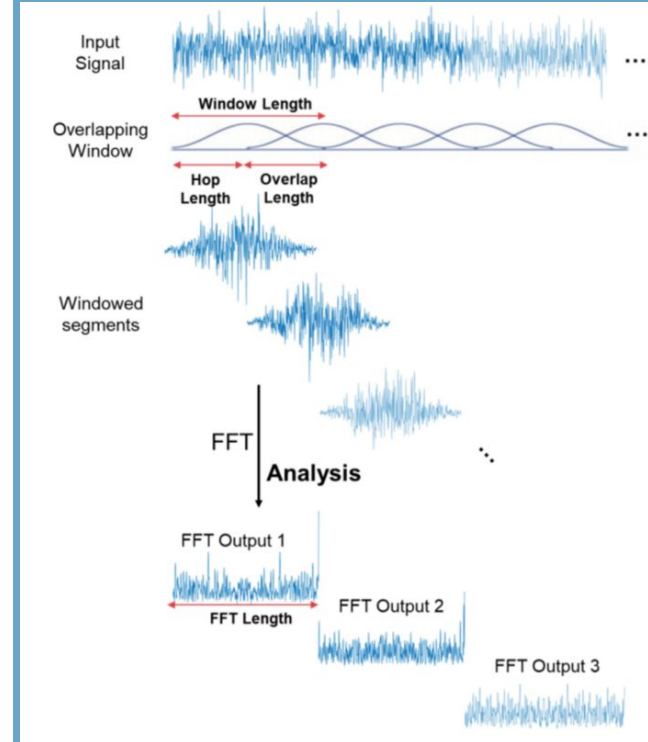 Input
Signal
...
Window Length
Overlapping
Window
...
Hop
Length
Overlap
Length
Windowed
segments
FFT
Analysis
FFT Output 1
FFT Length
FFT Output 2
FFT Output 3